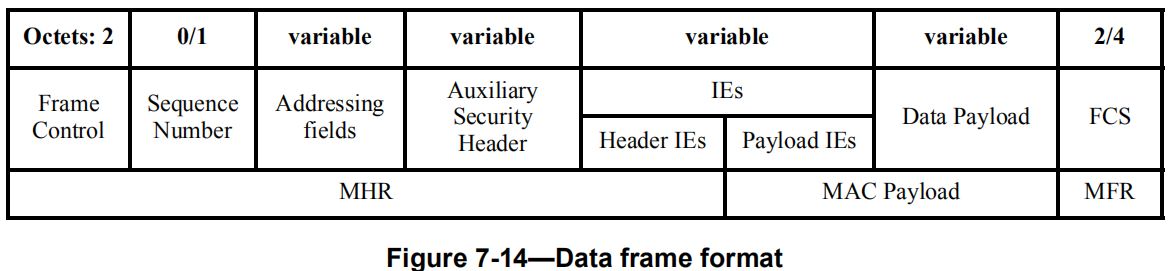 Octets: 2 0/1 variable variable variable variable 2/4
Frame Control
Sequence Number
Addressing fields
Auxiliary Security Header
IEs
Header IEs Payload IEs
Data Payload
FCS
MHR MAC Payload MFR
Figure 7-14—Data frame format